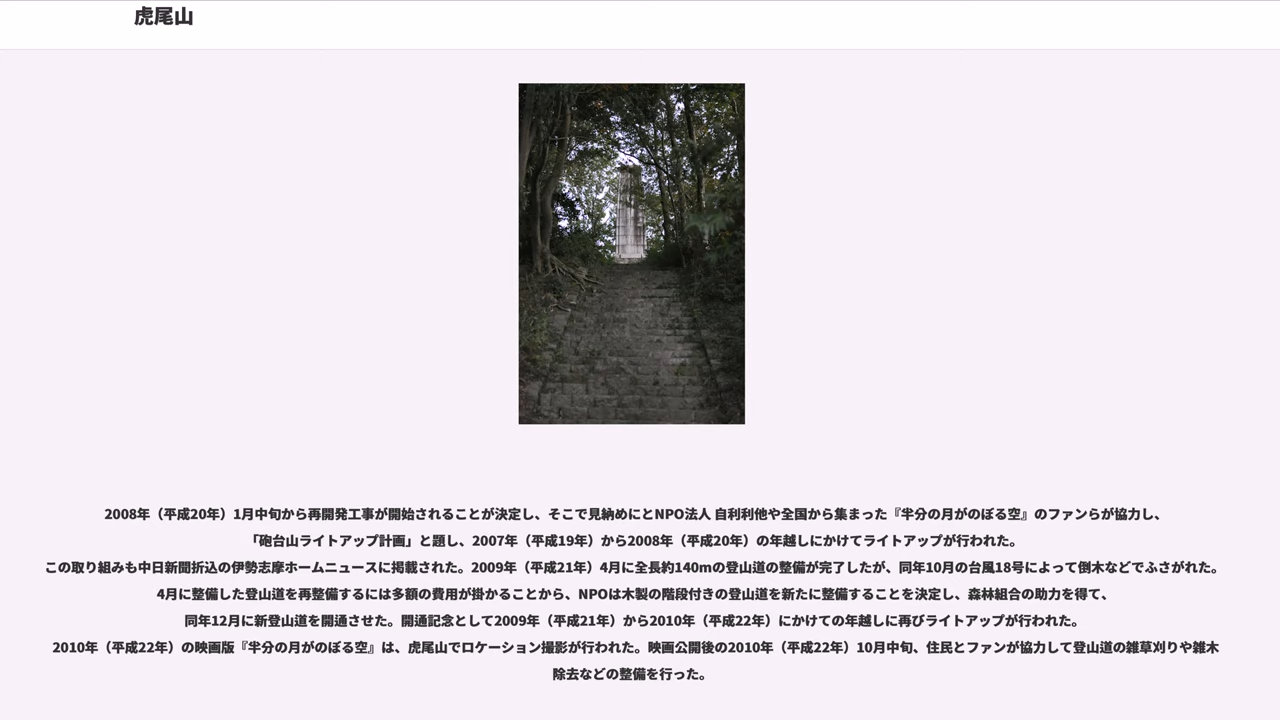 虎尾山
2008年（平成20年）1月中旬から再開発工事が開始されることが決定し、そこで見納めにとNPO法人 自利利他や全国から集まった『半分の月がのぼる空』のファンらが協力し、
「砲台山ライトアップ計画」と題し、2007年（平成19年）から2008年（平成20年）の年越しにかけてライトアップが行われた。
この取り組みも中日新聞折込の伊勢志摩ホームニュースに掲載された。2009年（平成21年）4月に全長約140mの登山道の整備が完了したが、同年10月の台風18号によって倒木などでふさがれた。
4月に整備した登山道を再整備するには多額の費用が掛かることから、NPOは木製の階段付きの登山道を新たに整備することを決定し、森林組合の助力を得て、
同年12月に新登山道を開通させた。開通記念として2009年（平成21年）から2010年（平成22年）にかけての年越しに再びライトアップが行われた。
2010年（平成22年）の映画版『半分の月がのぼる空』は、虎尾山でロケーション撮影が行われた。映画公開後の2010年（平成22年）10月中旬、住民とファンが協力して登山道の雑草刈りや雑木
除去などの整備を行った。